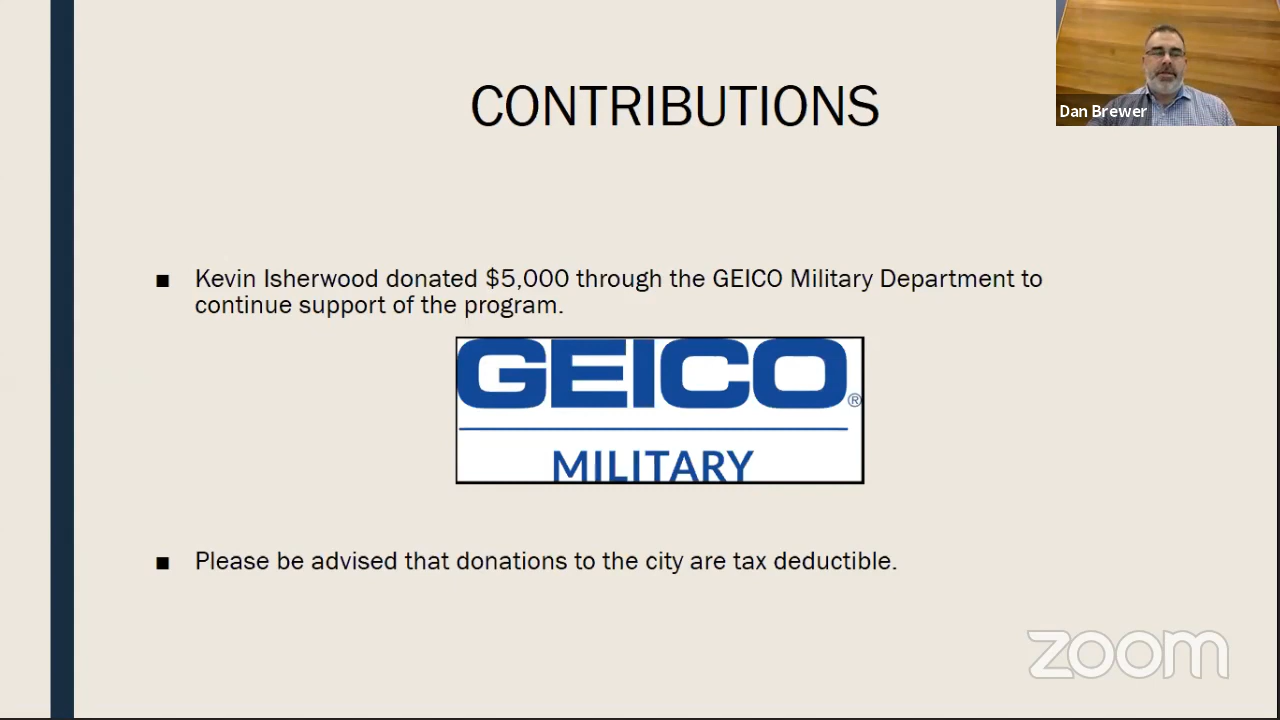 CONTRIBUTIONS
Dan Brewer
■ Kevin Isherwood donated $5,000 through the GEICO Military Department to
continue support of the program.
GEICO®
MILITARY
■ Please be advised that donations to the city are tax deductible.
zoom